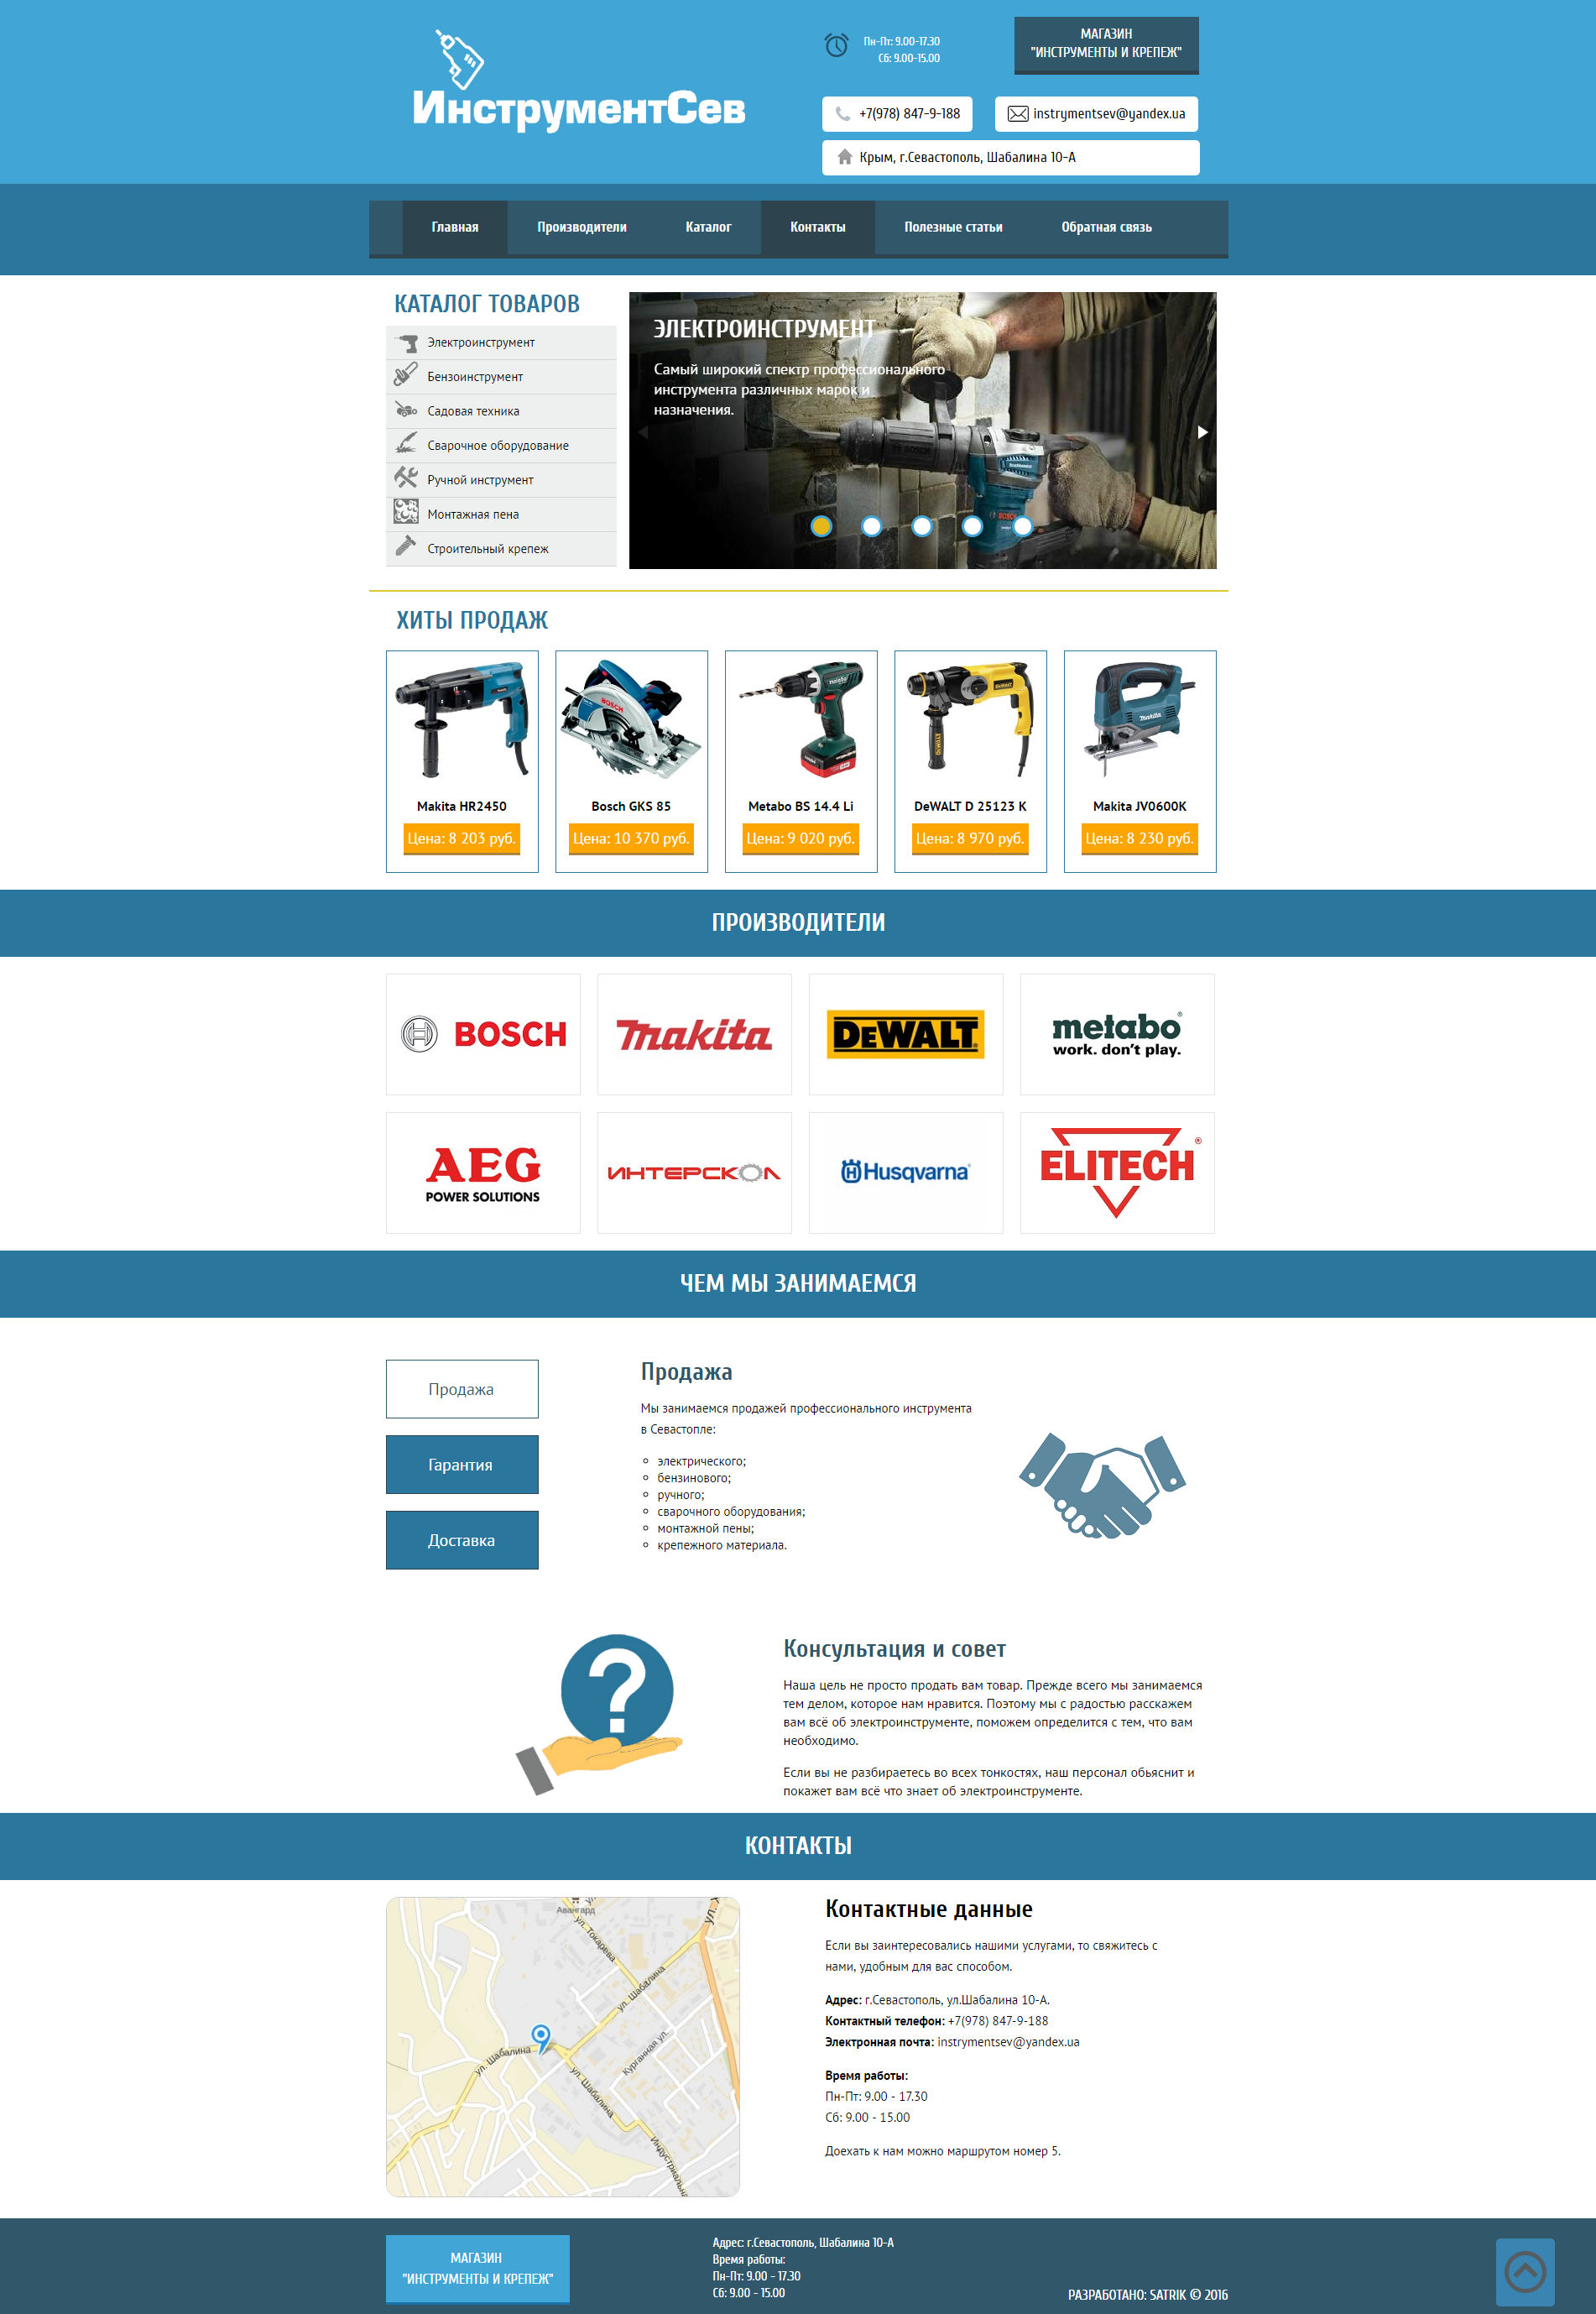 ИнструментСев
Пн-Пт: 9.00-17.30
Сб: 9.00-15.00
МАГАЗИН
"ИНСТРУМЕНТЫ И КРЕПЕЖ"
+7(978) 847-9-188
instrymentsev@yandex.ua
Крым, г.Севастополь, Шабалина 10-А
Главная
Производители
Каталог
Контакты
Полезные статьи
Обратная связь
КАТАЛОГ ТОВАРОВ
Электроинструмент
Бензоинструмент
Садовая техника
Сварочное оборудование
Ручной инструмент
Монтажная пена
Строительный крепеж
ЭЛЕКТРОИНСТРУМЕНТ
Самый широкий спектр профессионального
инструмента различных марок и
назначения.
BOSCH
BOSCH
ХИТЫ ПРОДАЖ
BOSCH
metabo
DEWALT
DEWALT
makita
Makita HR2450
Цена: 8 203 руб.
Bosch GKS 85
Цена: 10 370 руб.
Metabo BS 14.4 Li
Цена: 9 020 руб.
DeWALT D 25123 K
Цена: 8 970 руб.
Makita JV0600K
Цена: 8 230 руб.
ПРОИЗВОДИТЕЛИ
BOSCH
makita
DEWALT
metabo®
work. don't play.
AEG
POWER SOLUTIONS
ИНТЕРСКОЛ
Husqvarna
ELITECH®
ЧЕМ МЫ ЗАНИМАЕМСЯ
Продажа
Гарантия
Доставка
Продажа
Мы занимаемся продажей профессионального инструмента
в Севастопле:
электрического;
бензинового;
ручного;
сварочного оборудования;
монтажной пены;
крепежного материала.
?
Консультация и совет
Наша цель не просто продать вам товар. Прежде всего мы занимаемся
тем делом, которое нам нравится. Поэтому мы с радостью расскажем
вам всё об электроинструменте, поможем определится с тем, что вам
необходимо.
Если вы не разбираетесь во всех тонкостях, наш персонал обьяснит и
покажет вам всё что знает об электроинструменте.
КОНТАКТЫ
Авангард
ул. Токарева
ул. Шабалина
Курганная ул.
ул. Шабалина
ул. Шабалина
Контактные данные
Если вы заинтересовались нашими услугами, то свяжитесь с
нами, удобным для вас способом.
Адрес: г.Севастополь, ул.Шабалина 10-А.
Контактный телефон: +7(978) 847-9-188
Электронная почта: instrymentsev@yandex.ua
Время работы:
Пн-Пт: 9.00 - 17.30
Сб: 9.00 - 15.00
Доехать к нам можно маршрутом номер 5.
МАГАЗИН
"ИНСТРУМЕНТЫ И КРЕПЕЖ"
Адрес: г.Севастополь, Шабалина 10-А
Время работы:
Пн-Пт: 9.00 - 17.30
Сб: 9.00 - 15.00
РАЗРАБОТАНО: SATRIK © 2016